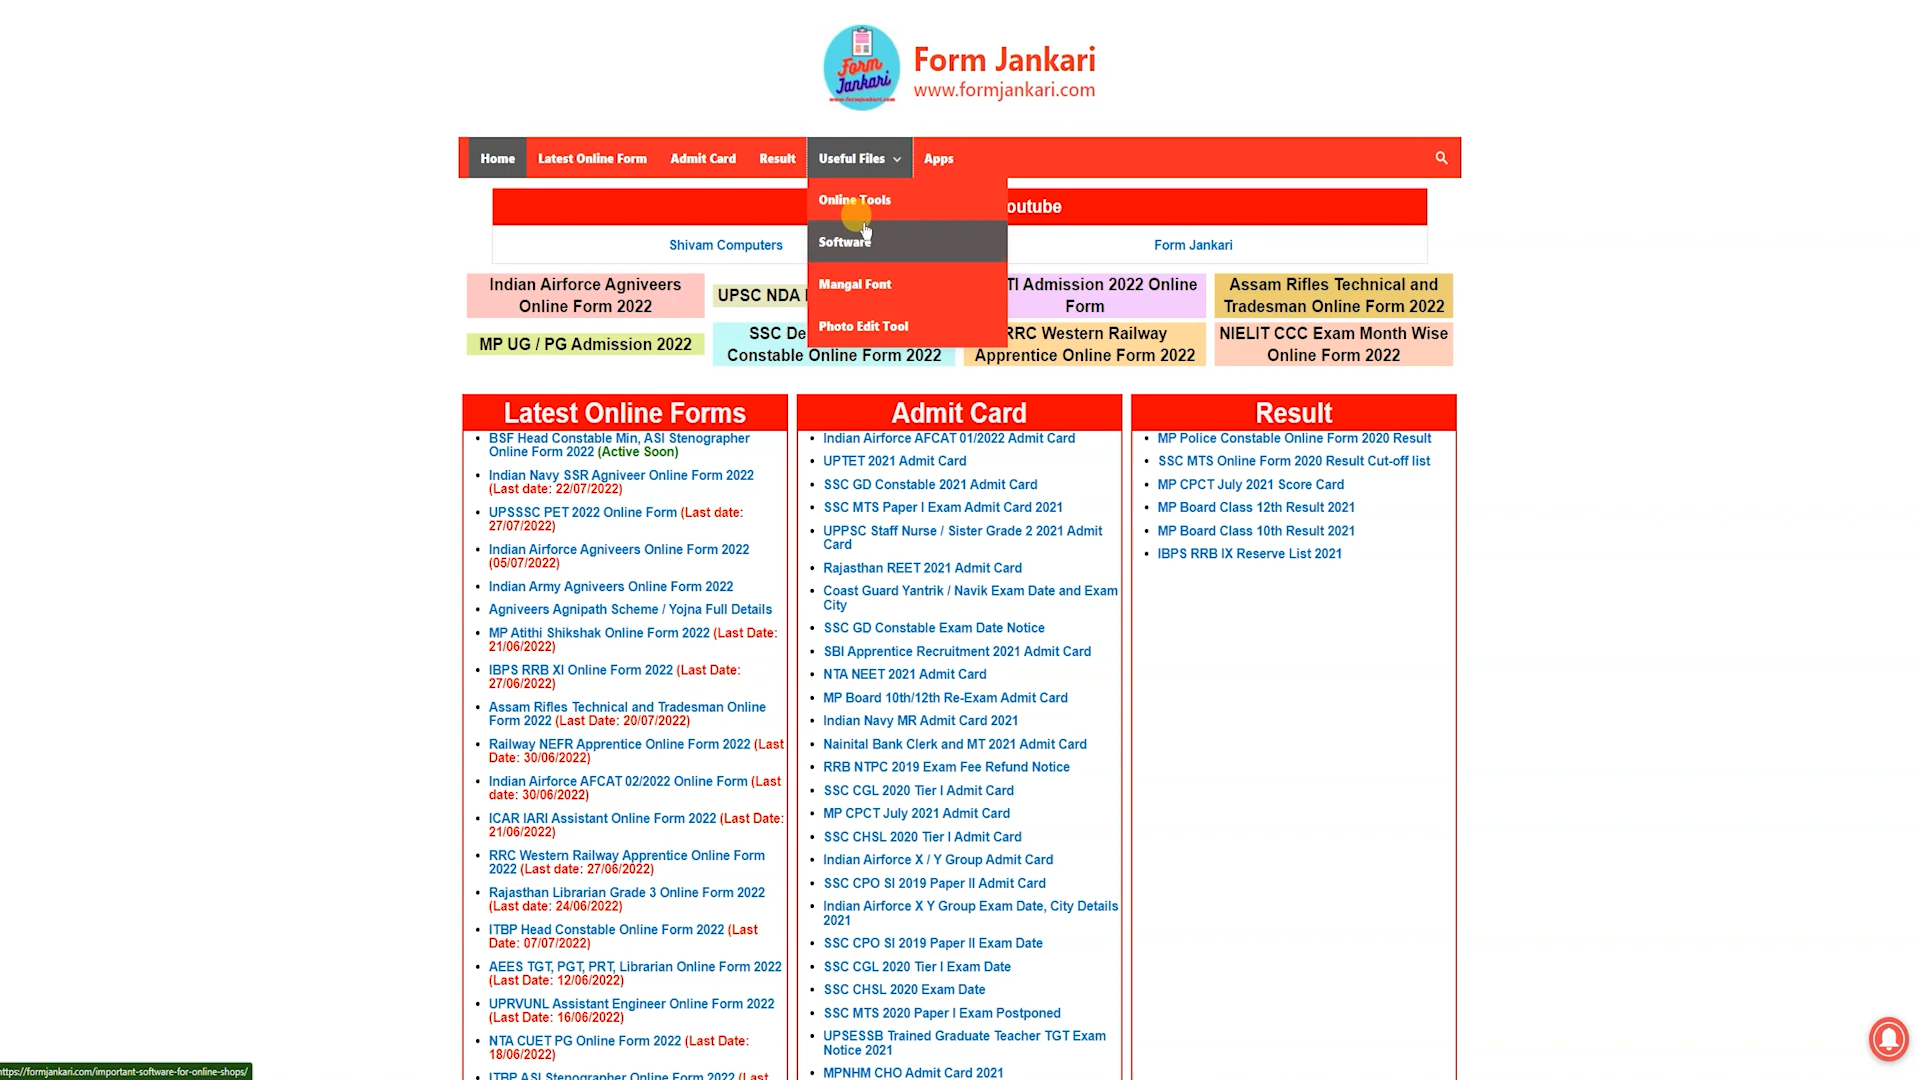 Form Jankari
www.formjankari.com
Form
Jankari
www.formjankari.com
Home
Latest Online Form
Admit Card
Result
Useful Files
Apps
Online Tools
Software
Mangal Font
Photo Edit Tool
outube
Shivam Computers
Form Jankari
Indian Airforce Agniveers
Online Form 2022
UPSC NDA
TI Admission 2022 Online
Form
Assam Rifles Technical and
Tradesman Online Form 2022
MP UG / PG Admission 2022
SSC De
Constable Online Form 2022
RRC Western Railway
Apprentice Online Form 2022
NIELIT CCC Exam Month Wise
Online Form 2022
Latest Online Forms
BSF Head Constable Min, ASI Stenographer
Online Form 2022 (Active Soon)
Indian Navy SSR Agniveer Online Form 2022
(Last date: 22/07/2022)
UPSSSC PET 2022 Online Form (Last date:
27/07/2022)
Indian Airforce Agniveers Online Form 2022
(05/07/2022)
Indian Army Agniveers Online Form 2022
Agniveers Agnipath Scheme / Yojna Full Details
MP Atithi Shikshak Online Form 2022 (Last Date:
21/06/2022)
IBPS RRB XI Online Form 2022 (Last Date:
27/06/2022)
Assam Rifles Technical and Tradesman Online
Form 2022 (Last Date: 20/07/2022)
Railway NEFR Apprentice Online Form 2022 (Last
Date: 30/06/2022)
Indian Airforce AFCAT 02/2022 Online Form (Last
date: 30/06/2022)
ICAR IARI Assistant Online Form 2022 (Last Date:
21/06/2022)
RRC Western Railway Apprentice Online Form
2022 (Last date: 27/06/2022)
Rajasthan Librarian Grade 3 Online Form 2022
(Last date: 24/06/2022)
ITBP Head Constable Online Form 2022 (Last
Date: 07/07/2022)
AEES TGT, PGT, PRT, Librarian Online Form 2022
(Last Date: 12/06/2022)
UPRVUNL Assistant Engineer Online Form 2022
(Last Date: 16/06/2022)
NTA CUET PG Online Form 2022 (Last Date:
18/06/2022)
ITBP ASI Stenographer Online Form 2022 (Last
Admit Card
Indian Airforce AFCAT 01/2022 Admit Card
UPTET 2021 Admit Card
SSC GD Constable 2021 Admit Card
SSC MTS Paper I Exam Admit Card 2021
UPPSC Staff Nurse / Sister Grade 2 2021 Admit
Card
Rajasthan REET 2021 Admit Card
Coast Guard Yantrik / Navik Exam Date and Exam
City
SSC GD Constable Exam Date Notice
SBI Apprentice Recruitment 2021 Admit Card
NTA NEET 2021 Admit Card
MP Board 10th/12th Re-Exam Admit Card
Indian Navy MR Admit Card 2021
Nainital Bank Clerk and MT 2021 Admit Card
RRB NTPC 2019 Exam Fee Refund Notice
SSC CGL 2020 Tier I Admit Card
MP CPCT July 2021 Admit Card
SSC CHSL 2020 Tier I Admit Card
Indian Airforce X / Y Group Admit Card
SSC CPO SI 2019 Paper II Admit Card
Indian Airforce X Y Group Exam Date, City Details
2021
SSC CPO SI 2019 Paper II Exam Date
SSC CGL 2020 Tier I Exam Date
SSC CHSL 2020 Exam Date
SSC MTS 2020 Paper I Exam Postponed
UPSESSB Trained Graduate Teacher TGT Exam
Notice 2021
MPNHM CHO Admit Card 2021
Result
MP Police Constable Online Form 2020 Result
SSC MTS Online Form 2020 Result Cut-off list
MP CPCT July 2021 Score Card
MP Board Class 12th Result 2021
MP Board Class 10th Result 2021
IBPS RRB IX Reserve List 2021
https://formjankari.com/important-software-for-online-shops/